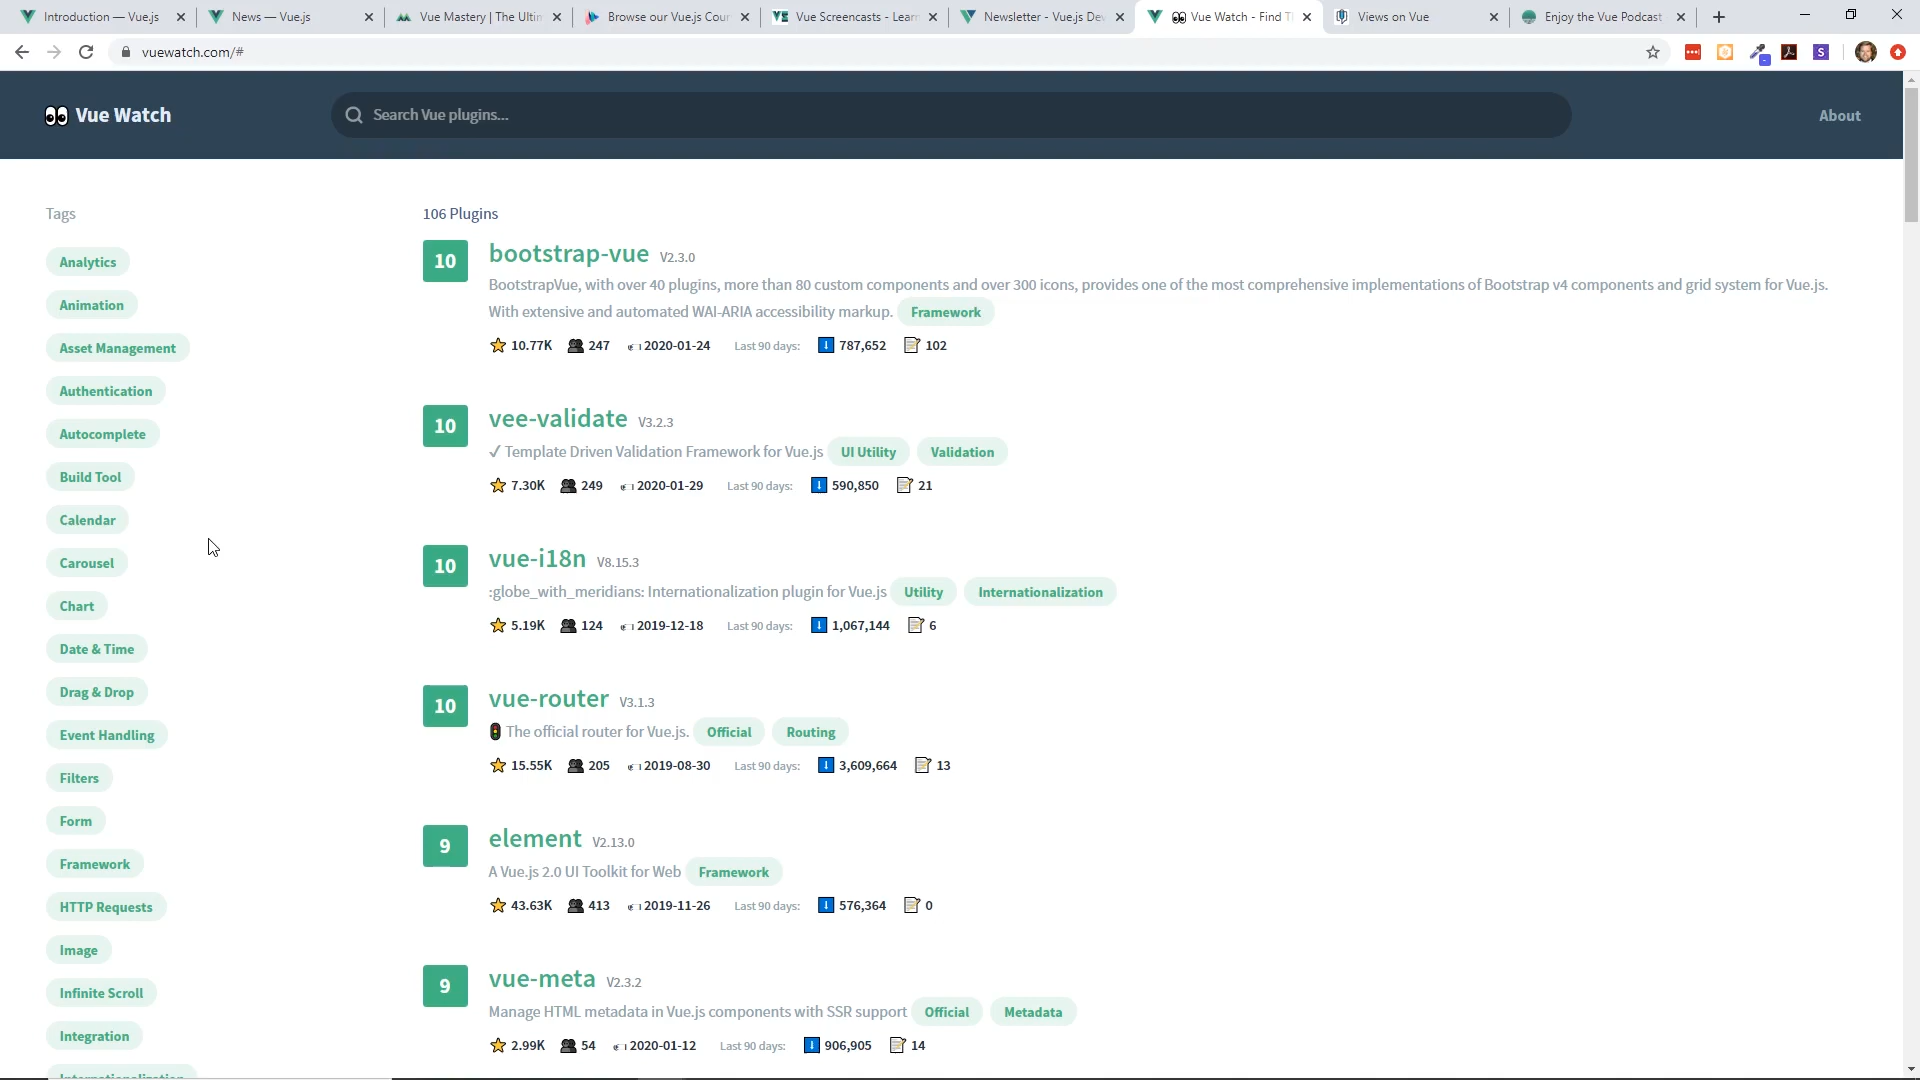 Introduction — Vue.js
News — Vue.js
Vue Mastery | The Ultim
Browse our Vue.js Cour
Vue Screencasts - Lear
Newsletter - Vue.js De
Vue Watch - Find T
Views on Vue
Enjoy the Vue Podcast
vuewatch.com/#
Vue Watch
Search Vue plugins...
About
Tags
Analytics
Animation
Asset Management
Authentication
Autocomplete
Build Tool
Calendar
Carousel
Chart
Date & Time
Drag & Drop
Event Handling
Filters
Form
Framework
HTTP Requests
Image
Infinite Scroll
Integration
Internationalization
106 Plugins
10 bootstrap-vue V2.3.0
BootstrapVue, with over 40 plugins, more than 80 custom components and over 300 icons, provides one of the most comprehensive implementations of Bootstrap v4 components and grid system for Vue.js.
With extensive and automated WAI-ARIA accessibility markup. Framework
10.77K 247 2020-01-24 Last 90 days: 787,652 102
10 vee-validate V3.2.3
✓ Template Driven Validation Framework for Vue.js UI Utility Validation
7.30K 249 2020-01-29 Last 90 days: 590,850 21
10 vue-i18n V8.15.3
:globe_with_meridians: Internationalization plugin for Vue.js Utility Internationalization
5.19K 124 2019-12-18 Last 90 days: 1,067,144 6
10 vue-router V3.1.3
The official router for Vue.js. Official Routing
15.55K 205 2019-08-30 Last 90 days: 3,609,664 13
9 element V2.13.0
A Vue.js 2.0 UI Toolkit for Web Framework
43.63K 413 2019-11-26 Last 90 days: 576,364 0
9 vue-meta V2.3.2
Manage HTML metadata in Vue.js components with SSR support Official Metadata
2.99K 54 2020-01-12 Last 90 days: 906,905 14